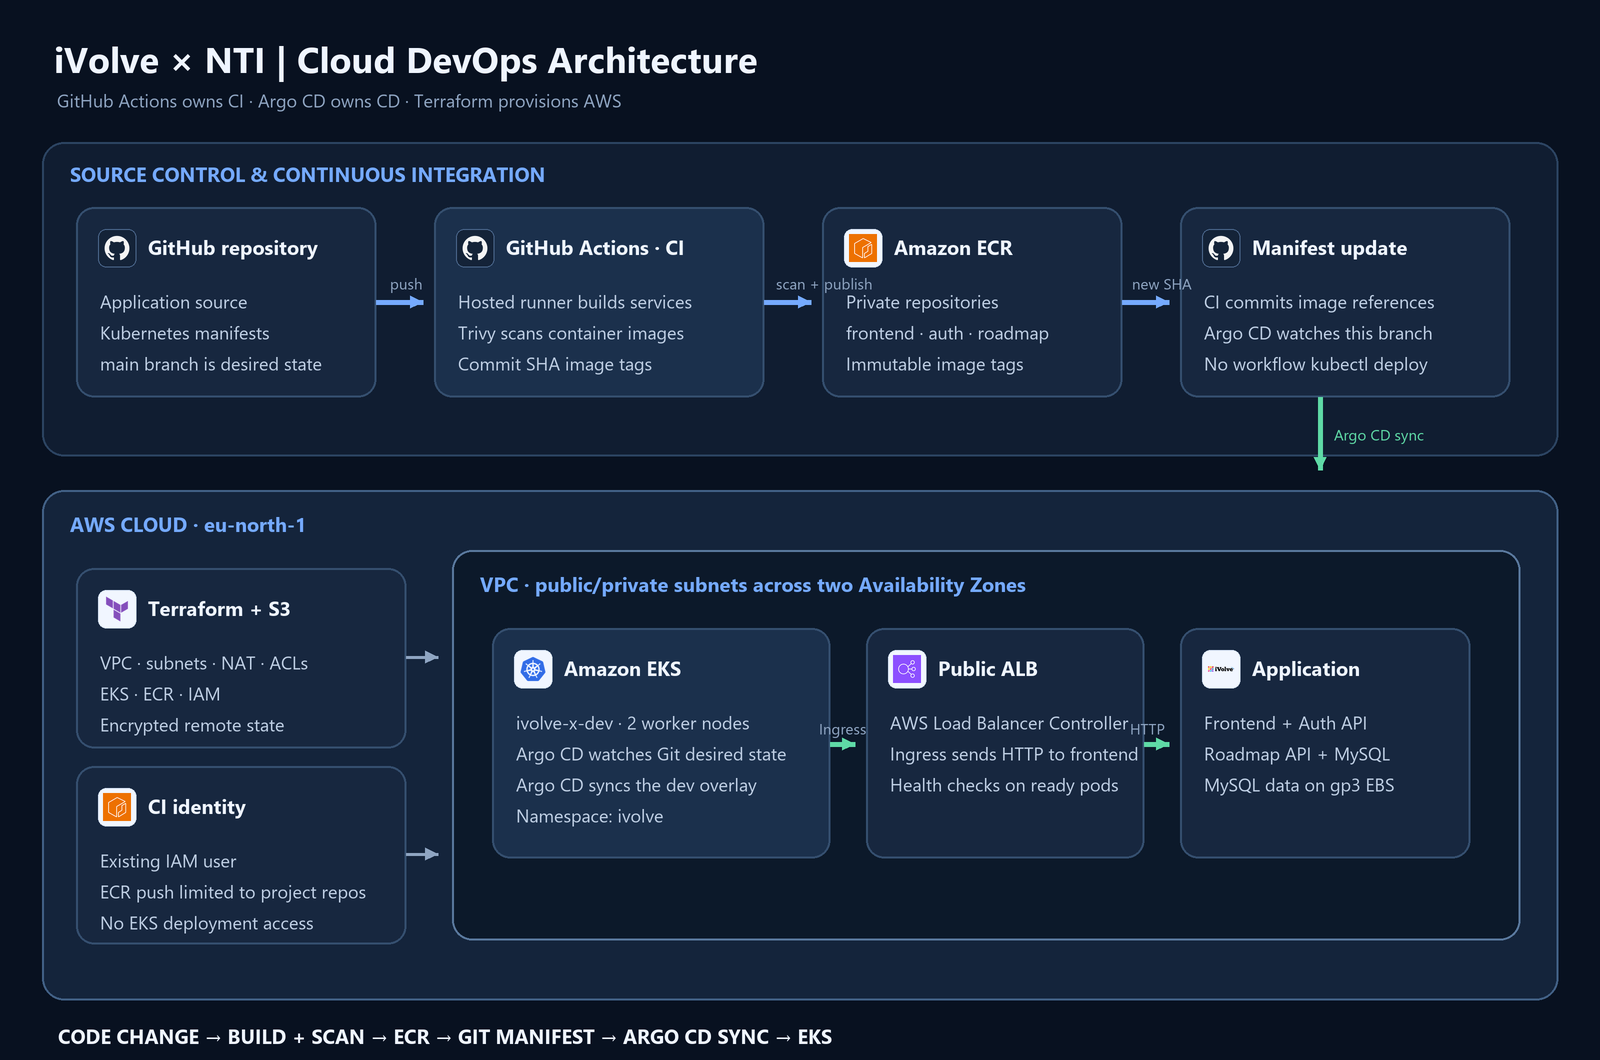 iVolve × NTI | Cloud DevOps Architecture
GitHub Actions owns CI · Argo CD owns CD · Terraform provisions AWS
SOURCE CONTROL & CONTINUOUS INTEGRATION
GitHub repository
Application source
Kubernetes manifests
main branch is desired state
push
GitHub Actions · CI
Hosted runner builds services
Trivy scans container images
Commit SHA image tags
scan + publish
Amazon ECR
Private repositories
frontend · auth · roadmap
Immutable image tags
new SHA
Manifest update
CI commits image references
Argo CD watches this branch
No workflow kubectl deploy
Argo CD sync
AWS CLOUD · eu-north-1
Terraform + S3
VPC · subnets · NAT · ACLs
EKS · ECR · IAM
Encrypted remote state
CI identity
Existing IAM user
ECR push limited to project repos
No EKS deployment access
VPC · public/private subnets across two Availability Zones
Amazon EKS
ivolve-x-dev · 2 worker nodes
Argo CD watches Git desired state
Argo CD syncs the dev overlay
Namespace: ivolve
Ingress
Public ALB
AWS Load Balancer Controller
Ingress sends HTTP to frontend
Health checks on ready pods
HTTP
iVolve
Application
Frontend + Auth API
Roadmap API + MySQL
MySQL data on gp3 EBS
CODE CHANGE → BUILD + SCAN → ECR → GIT MANIFEST → ARGO CD SYNC → EKS